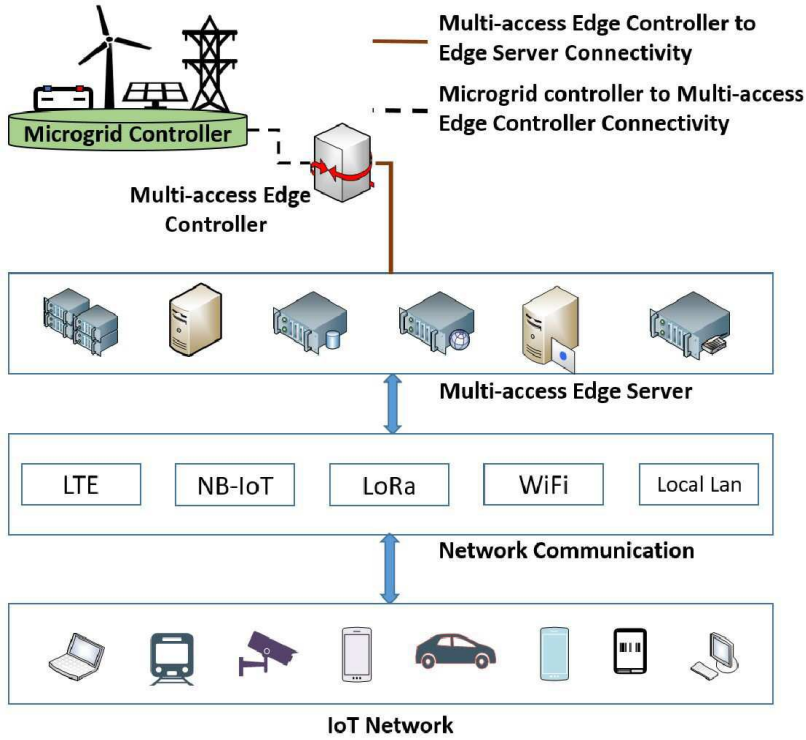 Multi-access Edge Controller to
Edge Server Connectivity
Microgrid controller to Multi-access
Edge Controller Connectivity
Microgrid Controller
Multi-access Edge
Controller
Multi-access Edge Server
LTE
NB-IoT
LoRa
WiFi
Local Lan
Network Communication
IoT Network